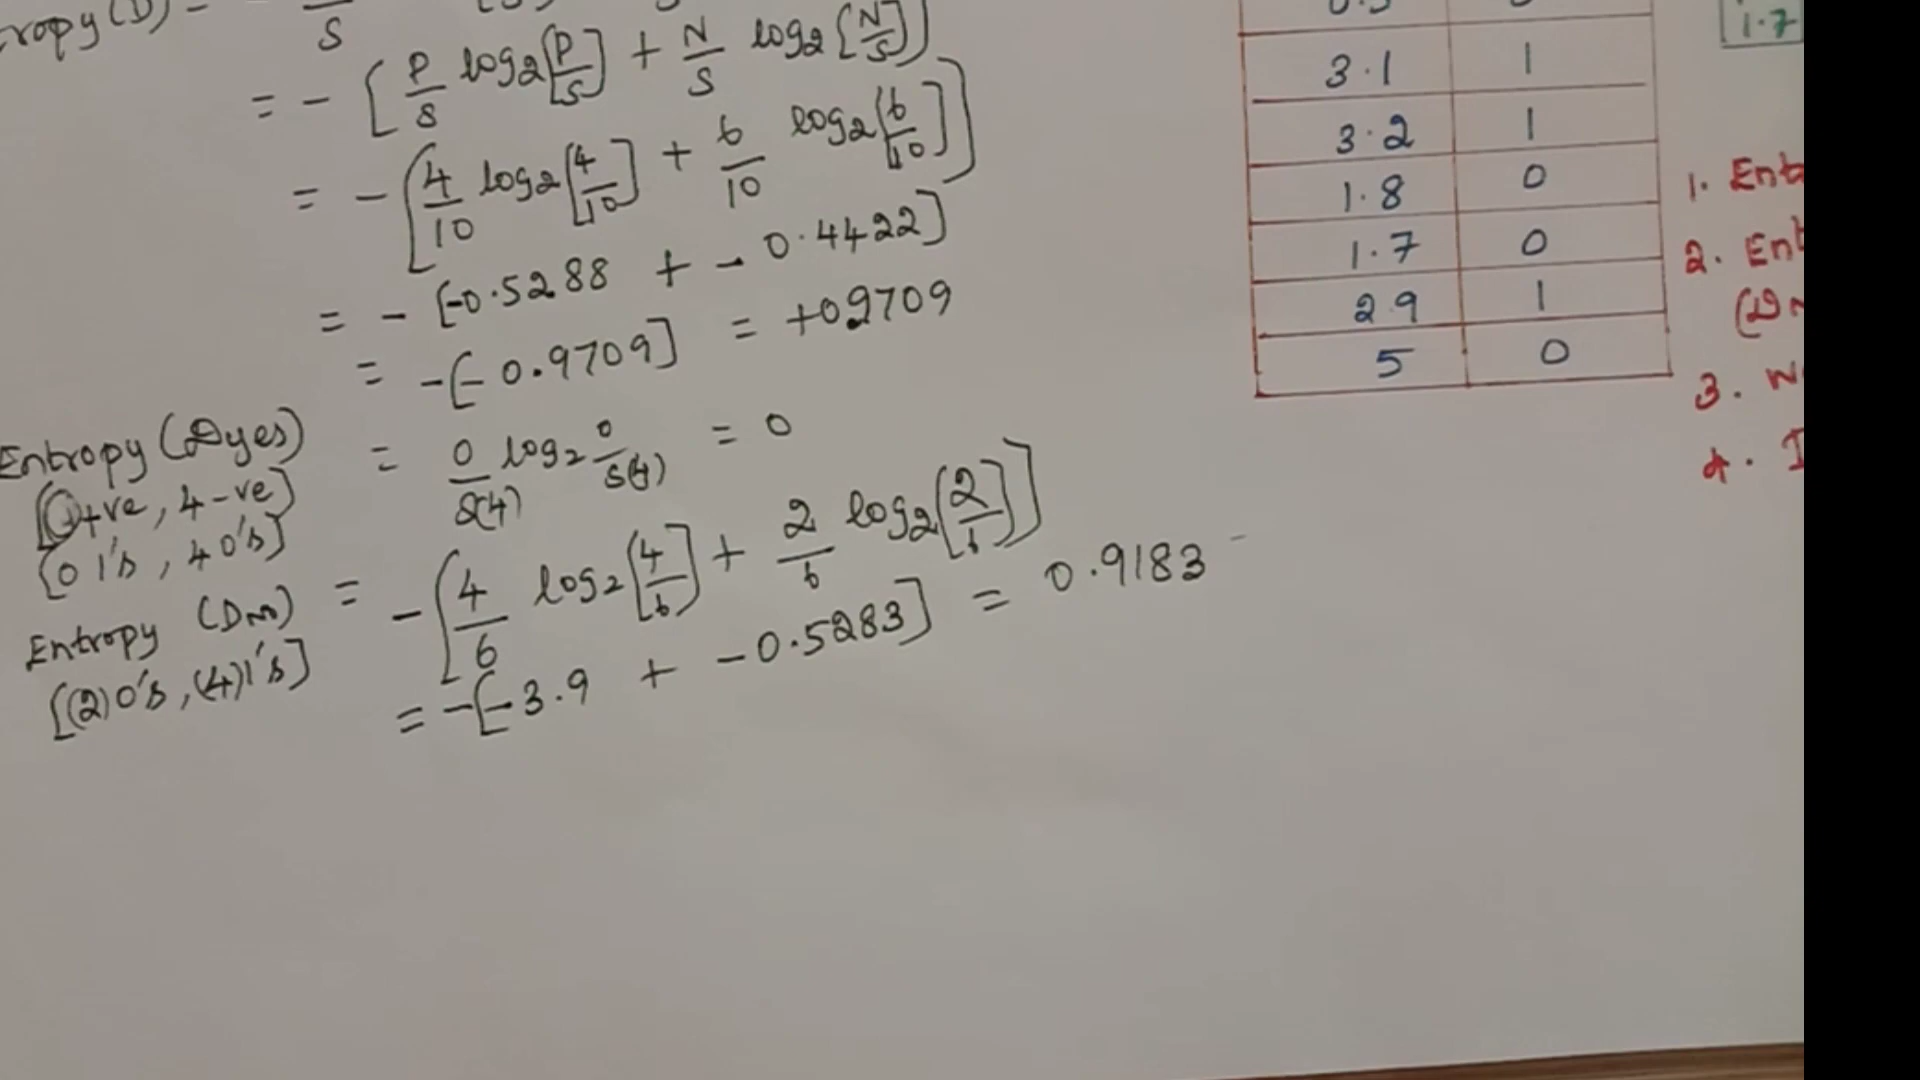 ropy (D) =
S
= - [P/S log2[P/S] + N/S log2[N/S]]
= - [4/10 log2[4/10] + 6/10 log2[6/10]]
= - [-0.5288 + - 0.4422]
= -[- 0.9709] = +0.9709
Entropy (Dyes) = 0/S(4) log2 0/S(4) = 0
[0+ve, 4-ve]
[0 1's, 4 0's]
Entropy (DNo) = - [4/6 log2[4/6] + 2/6 log2[2/6]]
[(2)0's, (4)1's]
= -[-3.9 + -0.5283] = 0.9183
3.1 1
3.2 1
1.8 0
1.7 0
2.9 1
5 0
1.7
1. Ent
2. Ent
(D
3. W
4. I